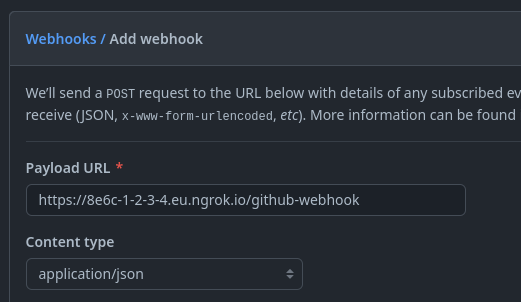 Webhooks / Add webhook
We'll send a POST request to the URL below with details of any subscribed ev
receive (JSON, x-www-form-urlencoded, etc). More information can be found
Payload URL *
https://8e6c-1-2-3-4.eu.ngrok.io/github-webhook
Content type
application/json